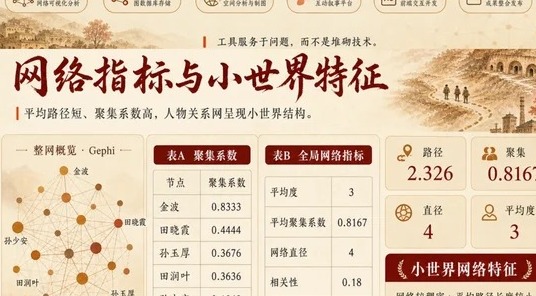 网络可视化分析
图数据库存储
空间分析与制图
互动叙事平台
前端交互开发
成果整合发布
工具服务于问题，而不是堆砌技术。
网络指标与小世界特征
平均路径短、聚集系数高，人物关系网呈现小世界结构。
整网概览 · Gephi
金波
田晓霞
孙少安
孙玉厚
田润叶
表A 聚集系数
节点 聚集系数
金波 0.8333
田晓霞 0.4444
孙玉厚 0.3676
田润叶 0.3636
表B 全局网络指标
平均度 3
平均聚集系数 0.8167
网络直径 4
相关性 0.18
路径
2.326
聚集
0.8167
直径
4
平均度
3
小世界网络特征